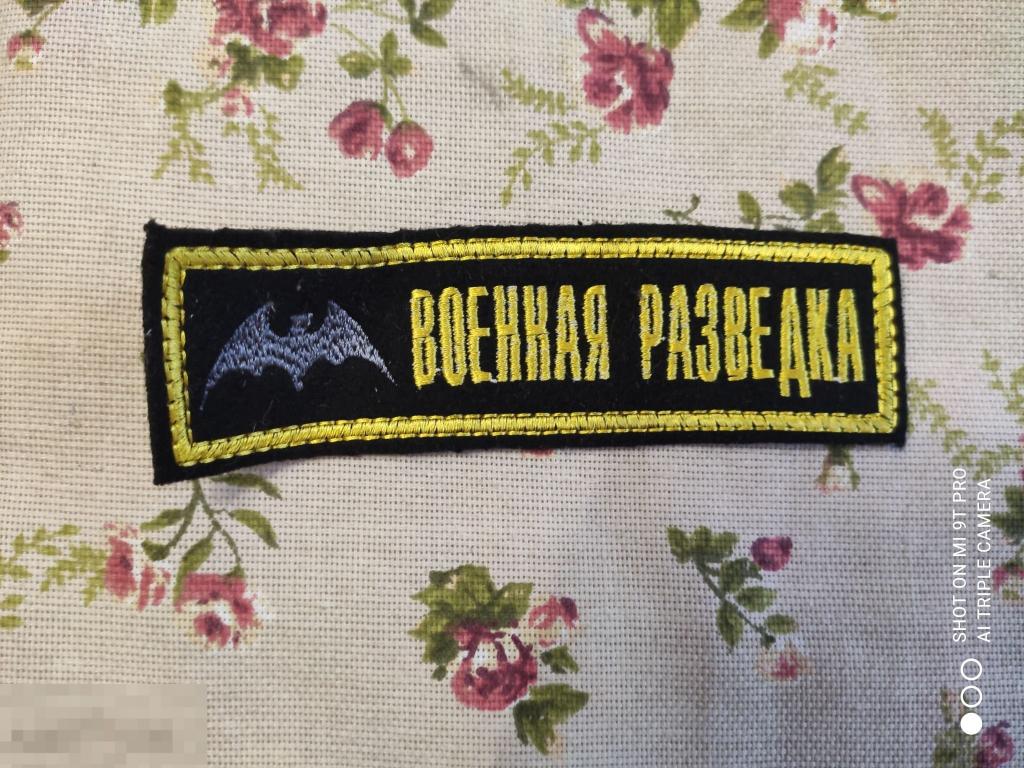 ВОЕННАЯ РАЗВЕДКА
SHOT ON MI 9T PRO
AI TRIPLE CAMERA